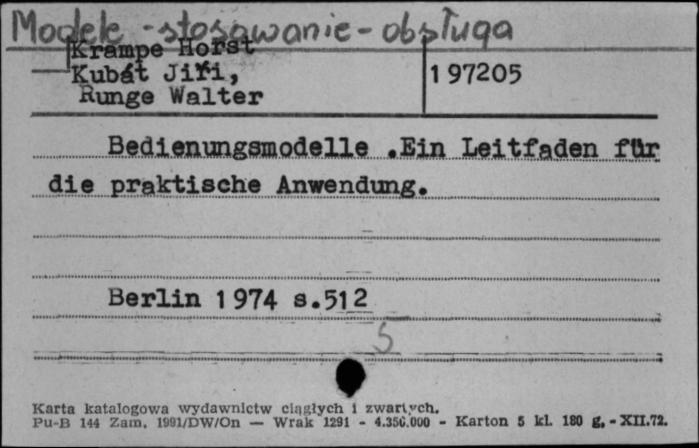 Modele - stosowanie - obsługa
Krampe Horst
Kubát Jiři,
Runge Walter
197205
Bedienungsmodelle .Ein Leitfaden für
die praktische Anwendung.
Berlin 1974 s.512
5
Karta katalogowa wydawnictw ciągłych i zwartych.
Pu-B 144 Zam. 1991/DW/On — Wrak 1291 - 4.350.000 - Karton 5 kl. 180 g. - XII.72.